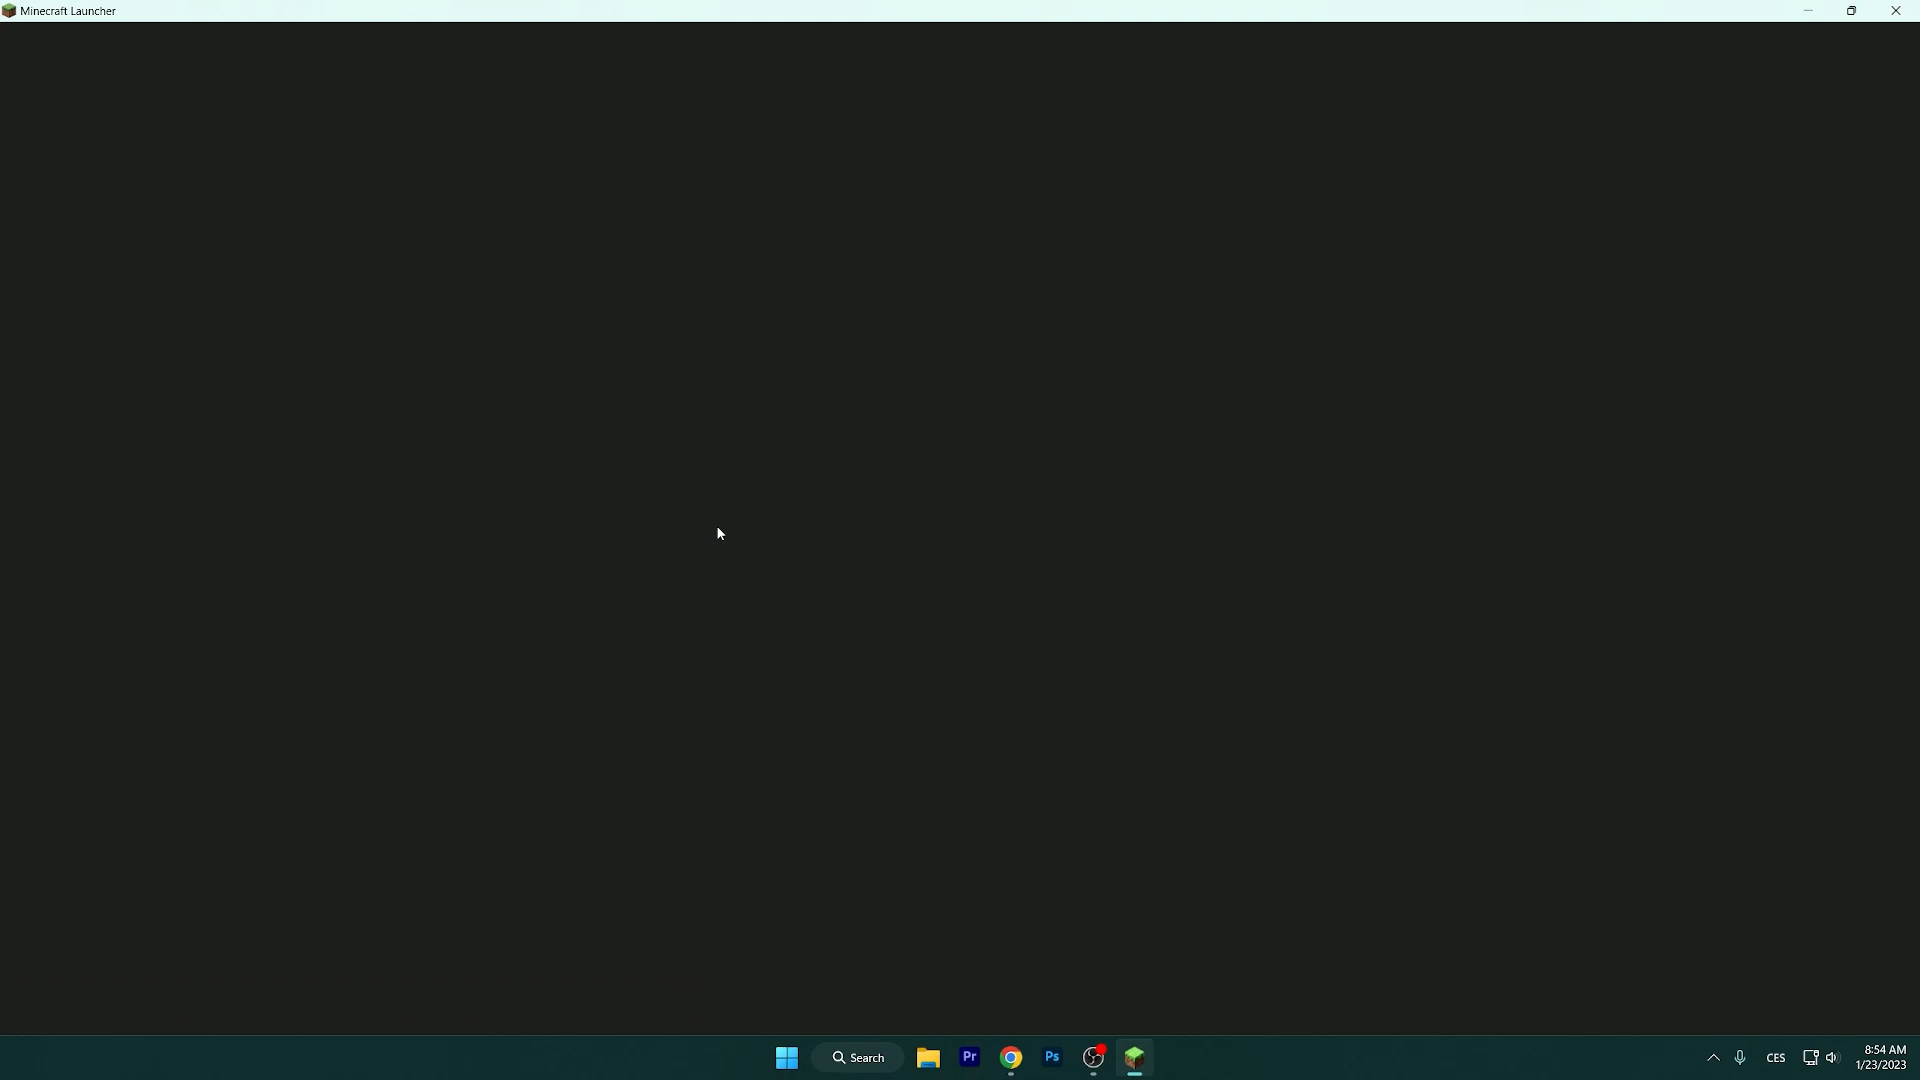 Minecraft Launcher
Search
Pr
Ps
CES
8:54 AM
1/23/2023